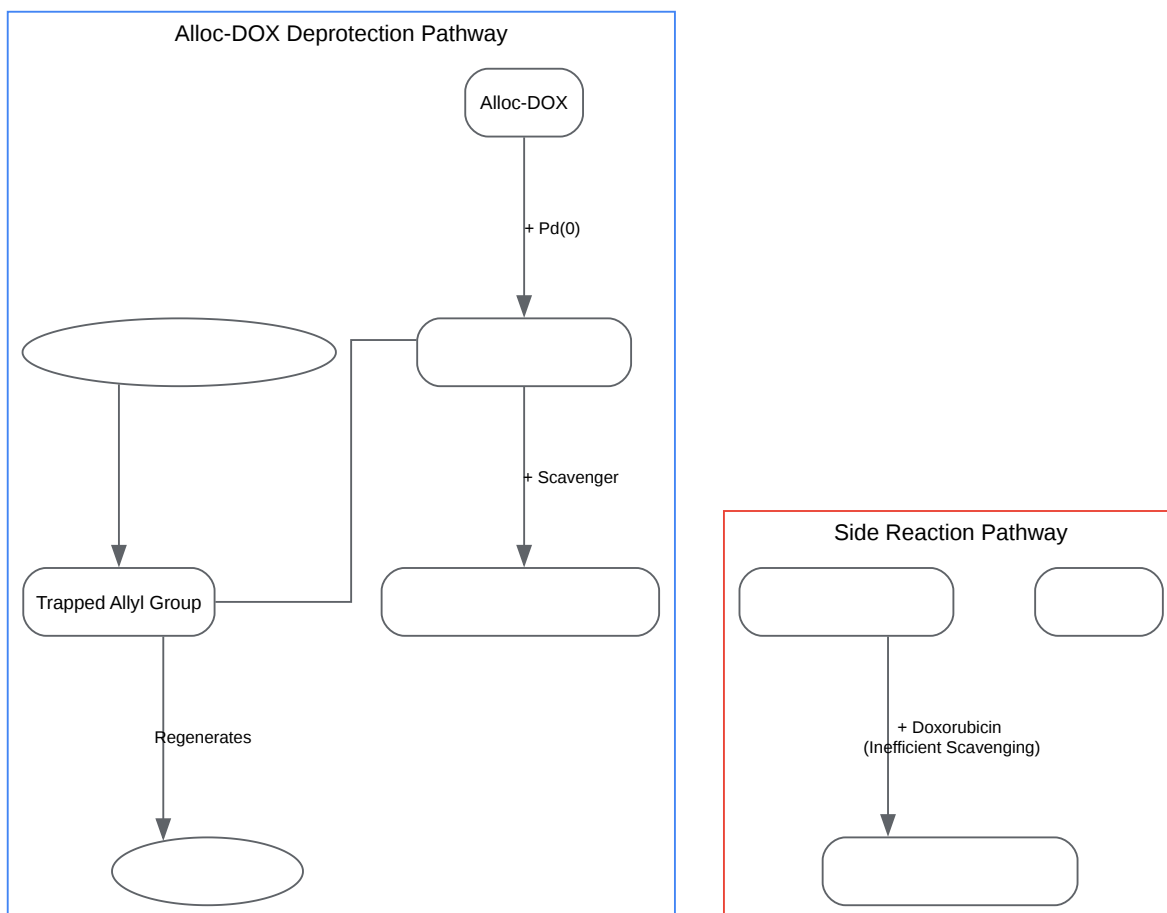 Alloc-DOX Deprotection Pathway
Alloc-DOX
+ Pd(0)
+ Scavenger
Trapped Allyl Group
Regenerates
Side Reaction Pathway
+ Doxorubicin
(Inefficient Scavenging)